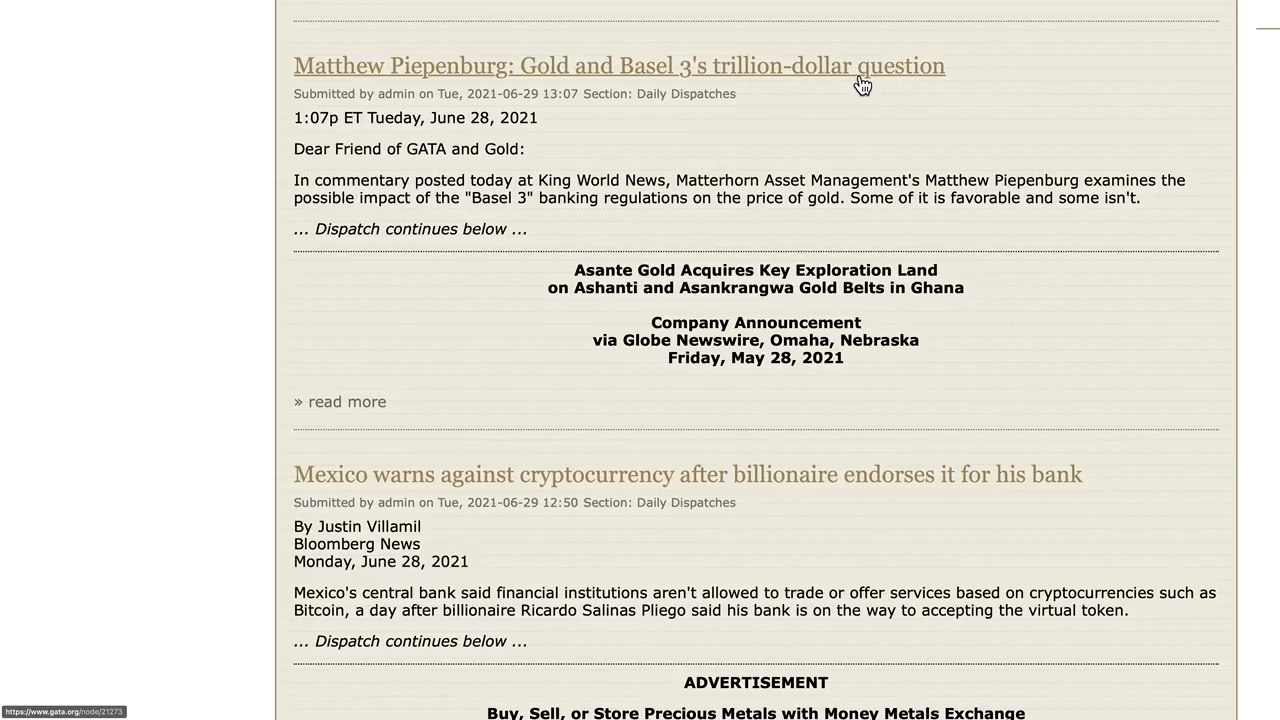 Matthew Piepenburg: Gold and Basel 3's trillion-dollar question
Submitted by admin on Tue, 2021-06-29 13:07 Section: Daily Dispatches
1:07p ET Tueday, June 28, 2021
Dear Friend of GATA and Gold:
In commentary posted today at King World News, Matterhorn Asset Management's Matthew Piepenburg examines the
possible impact of the "Basel 3" banking regulations on the price of gold. Some of it is favorable and some isn't.
... Dispatch continues below ...
Asante Gold Acquires Key Exploration Land
on Ashanti and Asankrangwa Gold Belts in Ghana
Company Announcement
via Globe Newswire, Omaha, Nebraska
Friday, May 28, 2021
» read more
Mexico warns against cryptocurrency after billionaire endorses it for his bank
Submitted by admin on Tue, 2021-06-29 12:50 Section: Daily Dispatches
By Justin Villamil
Bloomberg News
Monday, June 28, 2021
Mexico's central bank said financial institutions aren't allowed to trade or offer services based on cryptocurrencies such as
Bitcoin, a day after billionaire Ricardo Salinas Pliego said his bank is on the way to accepting the virtual token.
... Dispatch continues below ...
ADVERTISEMENT
Buy, Sell, or Store Precious Metals with Money Metals Exchange
https://www.gata.org/node/21273